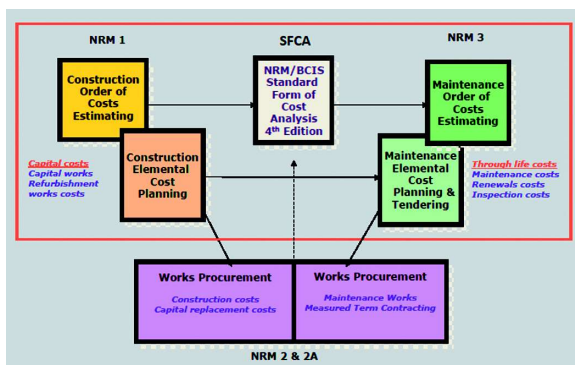 NRM 1
SFCA
NRM 3
Construction
Order of
Costs
Estimating
NRM/BCIS
Standard
Form of
Cost
Analysis
4th Edition
Maintenance
Order of
Costs
Estimating
Capital costs
Capital works
Refurbishment
works costs
Construction
Elemental
Cost
Planning
Maintenance
Elemental
Cost
Planning &
Tendering
Through life costs
Maintenance costs
Renewals costs
Inspection costs
Works Procurement
Construction costs
Capital replacement costs
Works Procurement
Maintenance Works
Measured Term Contracting
NRM 2 & 2A